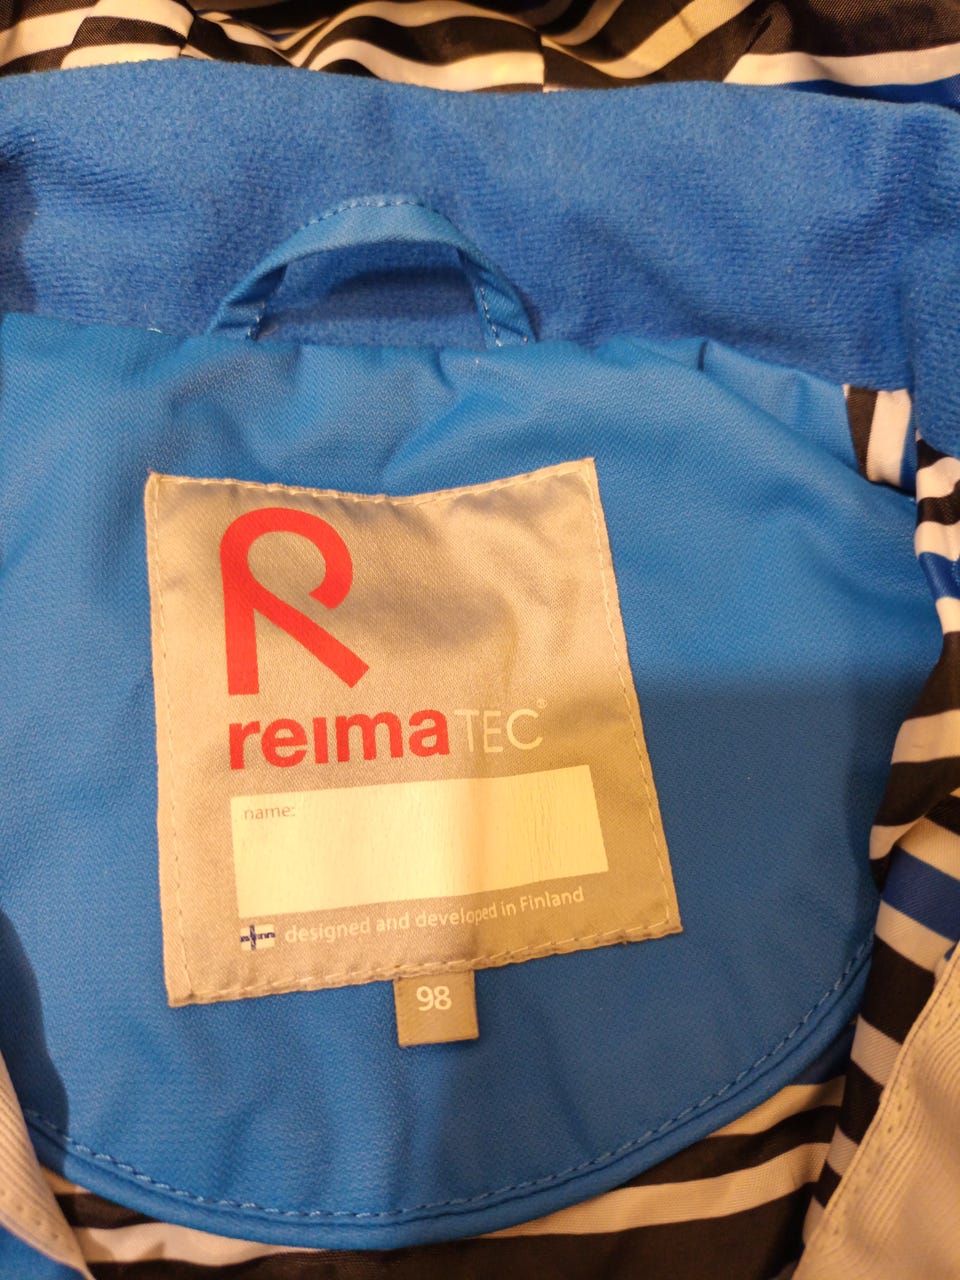 reimaTEC®
name:
designed and developed in Finland
98